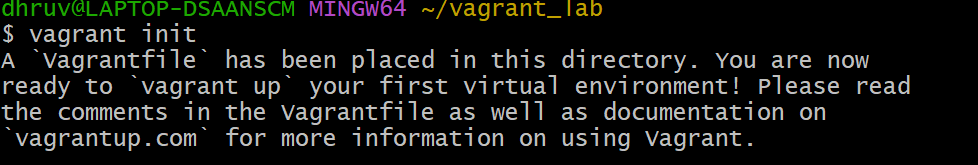 dhruv@LAPTOP-DSAANSCM MINGW64 ~/vagrant_lab
$ vagrant init
A `Vagrantfile` has been placed in this directory. You are now
ready to `vagrant up` your first virtual environment! Please read
the comments in the Vagrantfile as well as documentation on
`vagrantup.com` for more information on using Vagrant.